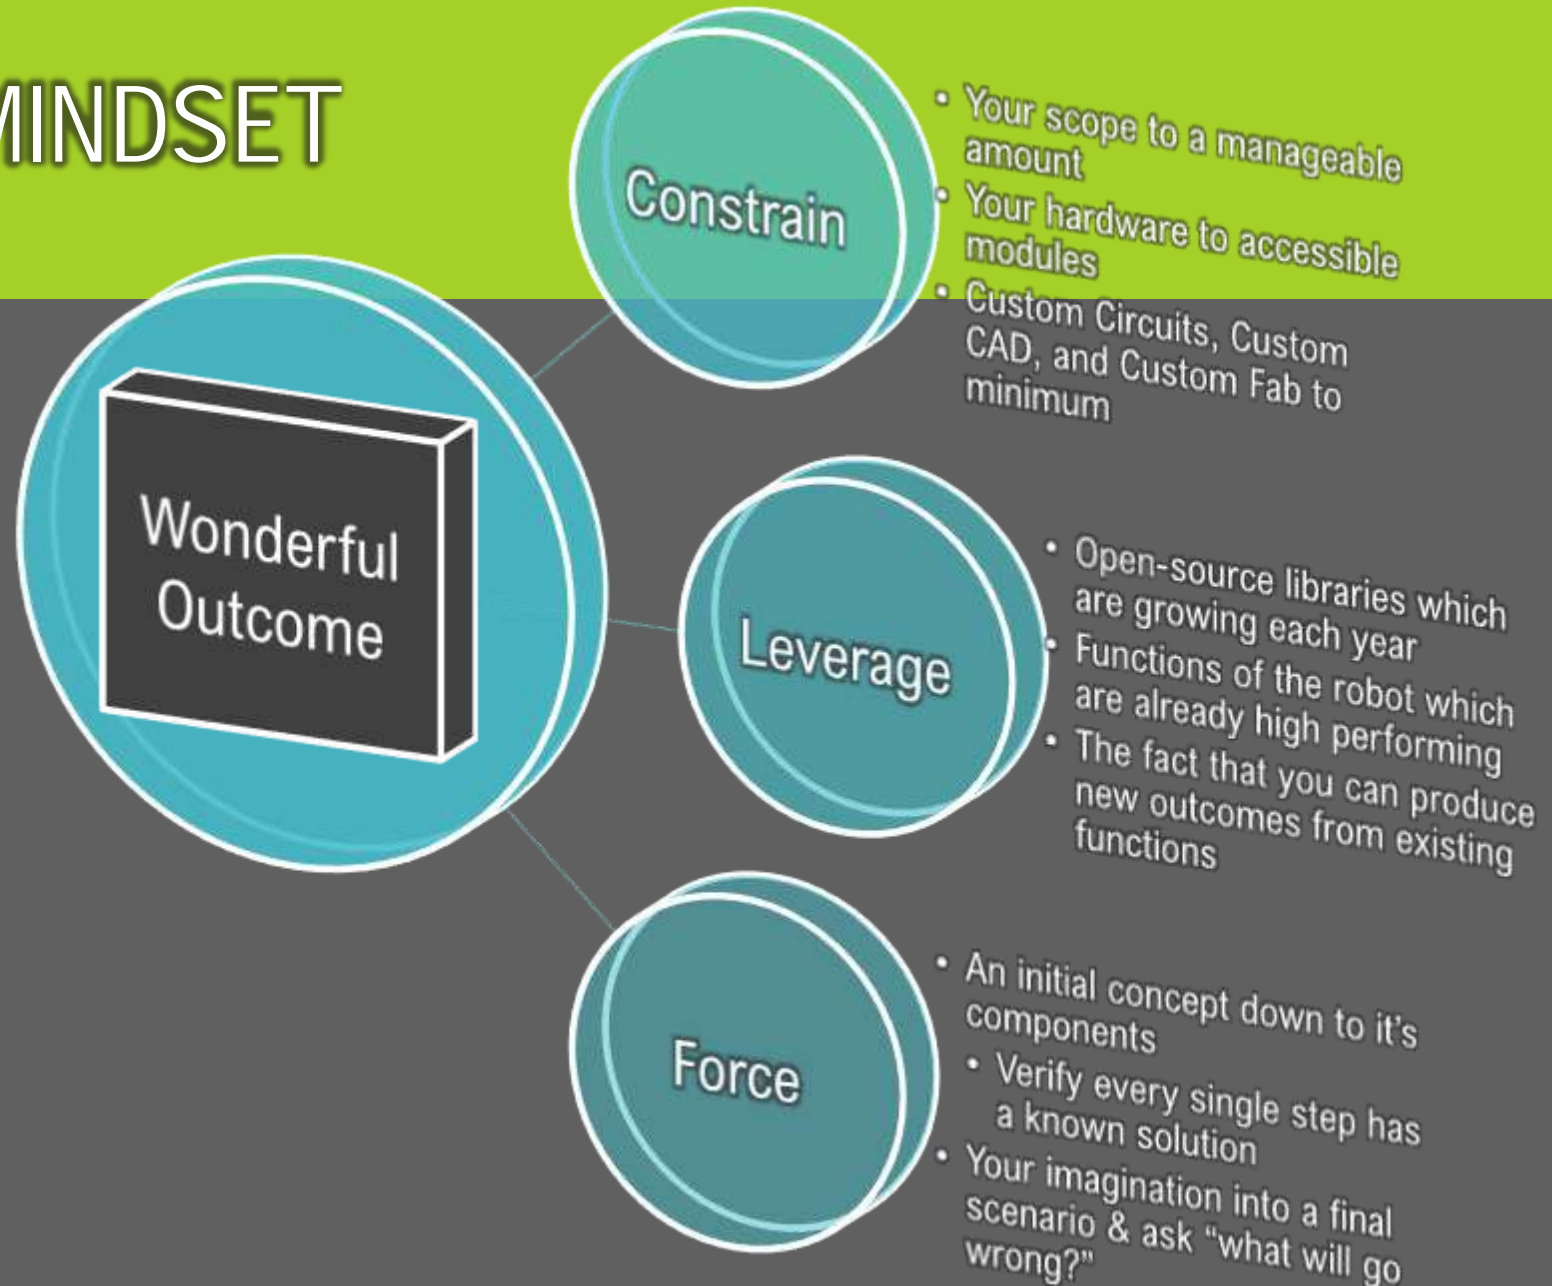 MINDSET
Wonderful
Outcome
Constrain
• Your scope to a manageable
amount
• Your hardware to accessible
modules
• Custom Circuits, Custom
CAD, and Custom Fab to
minimum
Leverage
• Open-source libraries which
are growing each year
• Functions of the robot which
are already high performing
• The fact that you can produce
new outcomes from existing
functions
Force
• An initial concept down to it’s
components
• Verify every single step has
a known solution
• Your imagination into a final
scenario & ask “what will go
wrong?”